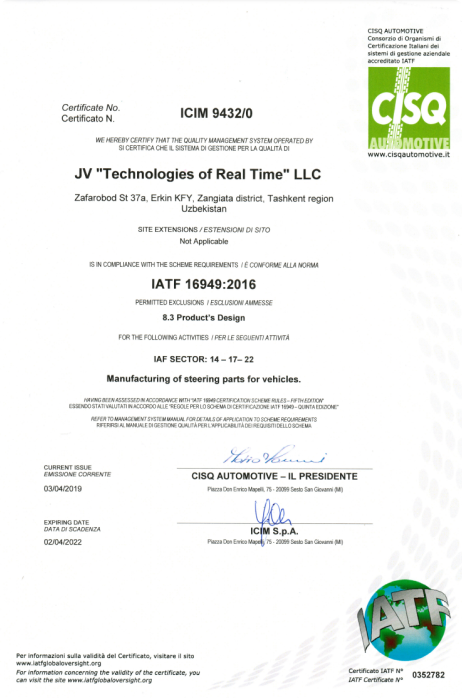 CISQ AUTOMOTIVE
Consorzio di Organismi di
Certificazione Italiani dei
sistemi di gestione aziendale
accreditato IATF
CISQ
AUTOMOTIVE
www.cisqautomotive.it
Certificate No.
Certificato N.
ICIM 9432/0
WE HEREBY CERTIFY THAT THE QUALITY MANAGEMENT SYSTEM OPERATED BY
SI CERTIFICA CHE IL SISTEMA DI GESTIONE PER LA QUALITÀ DI
JV "Technologies of Real Time" LLC
Zafarobod St 37a, Erkin KFY, Zangiata district, Tashkent region
Uzbekistan
SITE EXTENSIONS / ESTENSIONI DI SITO
Not Applicable
IS IN COMPLIANCE WITH THE SCHEME REQUIREMENTS / È CONFORME ALLA NORMA
IATF 16949:2016
PERMITTED EXCLUSIONS / ESCLUSIONI AMMESSE
8.3 Product's Design
FOR THE FOLLOWING ACTIVITIES / PER LE SEGUENTI ATTIVITÀ
IAF SECTOR: 14 – 17– 22
Manufacturing of steering parts for vehicles.
HAVING BEEN ASSESSED IN ACCORDANCE WITH "IATF 16949 CERTIFICATION SCHEME RULES – FIFTH EDITION"
ESSENDO STATI VALUTATI IN ACCORDO ALLE "REGOLE PER LO SCHEMA DI CERTIFICAZIONE IATF 16949 – QUINTA EDIZIONE"
REFER TO MANAGEMENT SYSTEM MANUAL FOR DETAILS OF APPLICATION TO SCHEME REQUIREMENTS
RIFERIRSI AL MANUALE DI GESTIONE QUALITÀ PER L'APPLICABILITÀ DEI REQUISITI DELLO SCHEMA
CURRENT ISSUE
EMISSIONE CORRENTE
03/04/2019
CISQ AUTOMOTIVE – IL PRESIDENTE
Piazza Don Enrico Mapelli, 75 - 20099 Sesto San Giovanni (MI)
EXPIRING DATE
DATA DI SCADENZA
02/04/2022
ICIM S.p.A.
Piazza Don Enrico Mapelli, 75 - 20099 Sesto San Giovanni (MI)
IATF
Per informazioni sulla validità del Certificato, visitare il sito
www.iatfglobaloversight.org
For information concerning the validity of the certificate, you
can visit the site www.iatfglobaloversight.org
Certificato IATF N°
IATF Certificate N°
0352782